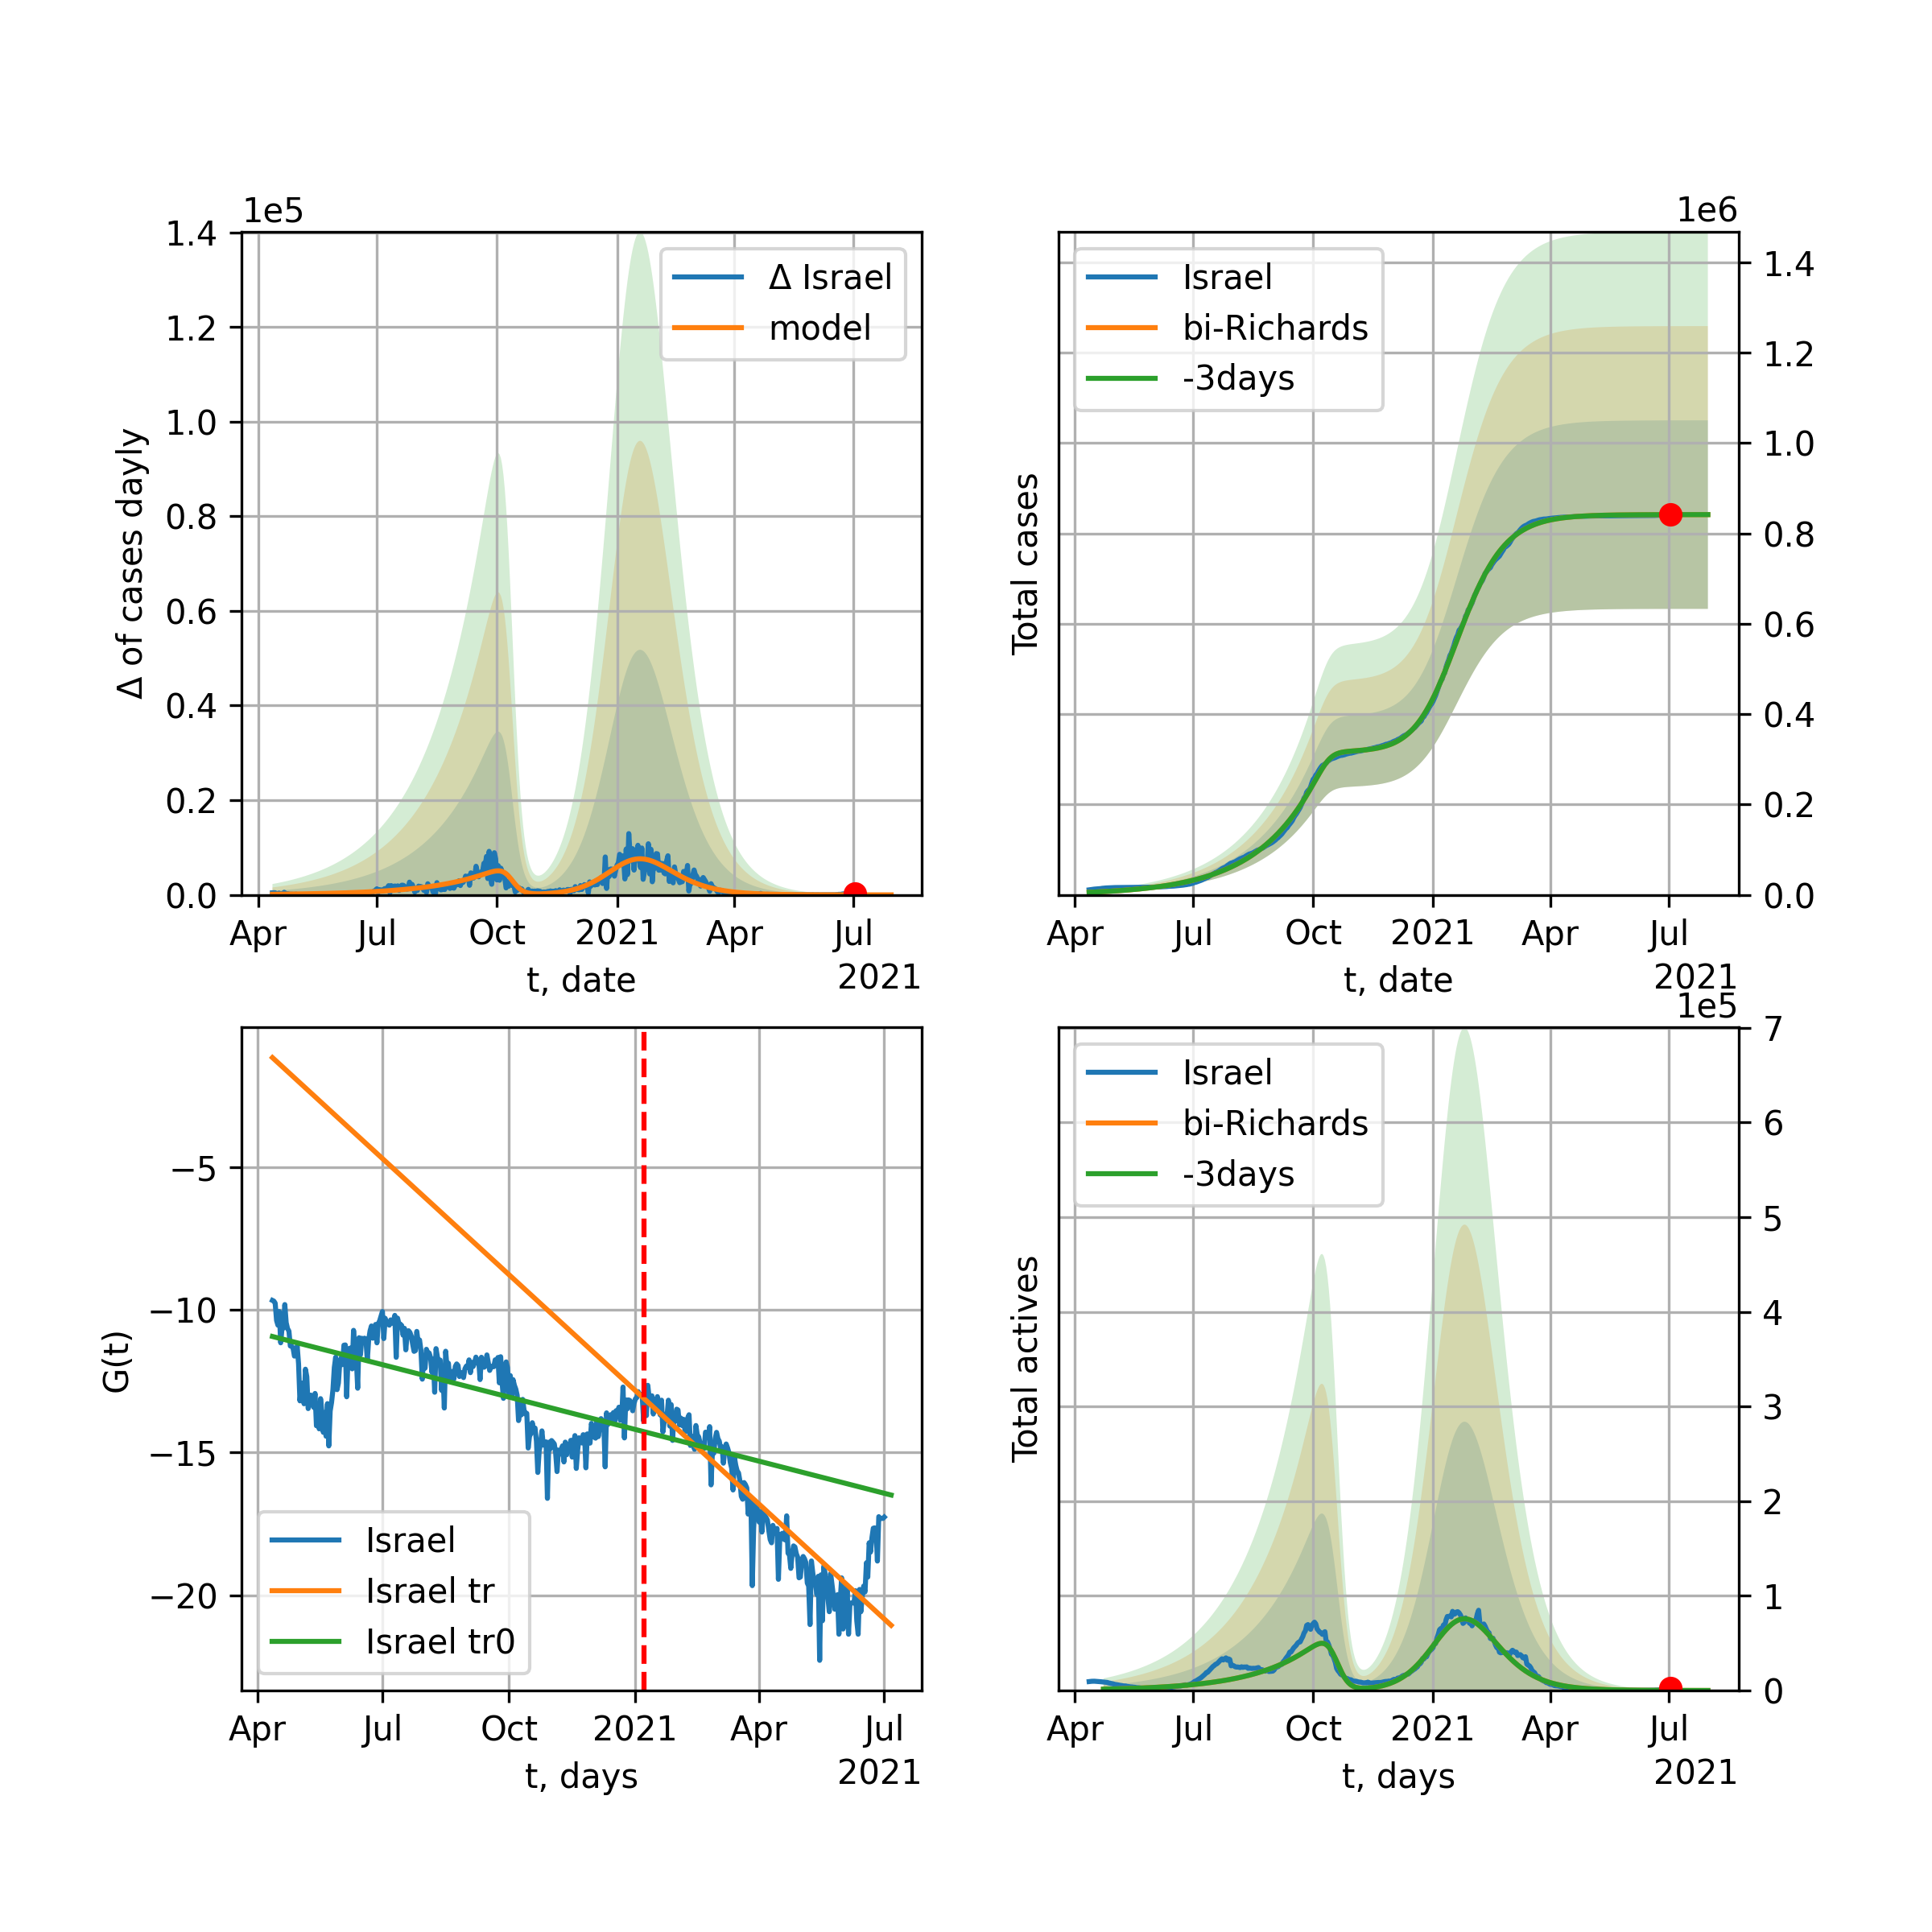 1e5
1.4
1.2
1.0
0.8
0.6
0.4
0.2
0.0
Δ of cases dayly
Δ Israel
model
Apr Jul Oct 2021 Apr Jul
t, date
2021
1e6
1.4
1.2
1.0
0.8
0.6
0.4
0.2
0.0
Total cases
Israel
bi-Richards
-3days
Apr Jul Oct 2021 Apr Jul
t, date
2021
−5
−10
−15
−20
G(t)
Israel
Israel tr
Israel tr0
Apr Jul Oct 2021 Apr Jul
t, days
2021
1e5
7
6
5
4
3
2
1
0
Total actives
Israel
bi-Richards
-3days
Apr Jul Oct 2021 Apr Jul
t, days
2021